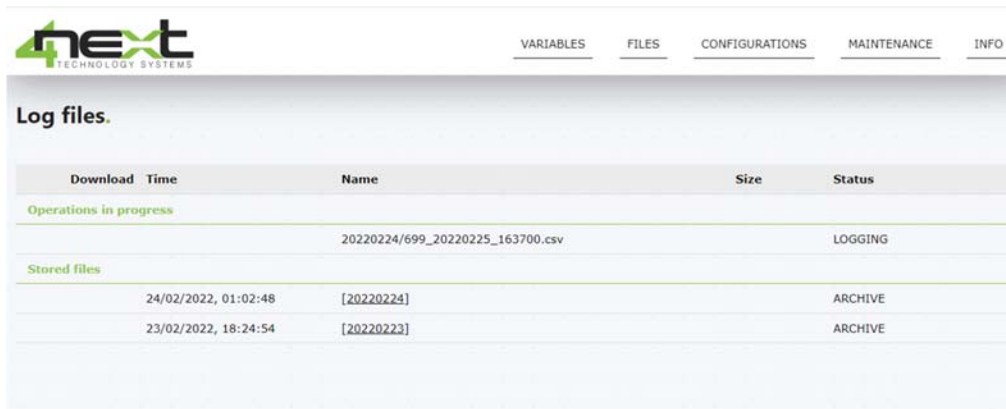 4next
TECHNOLOGY SYSTEMS
VARIABLES FILES CONFIGURATIONS MAINTENANCE INFO
Log files.
Download Time Name Size Status
Operations in progress
20220224/699_20220225_163700.csv LOGGING
Stored files
24/02/2022, 01:02:48 [20220224] ARCHIVE
23/02/2022, 18:24:54 [20220223] ARCHIVE